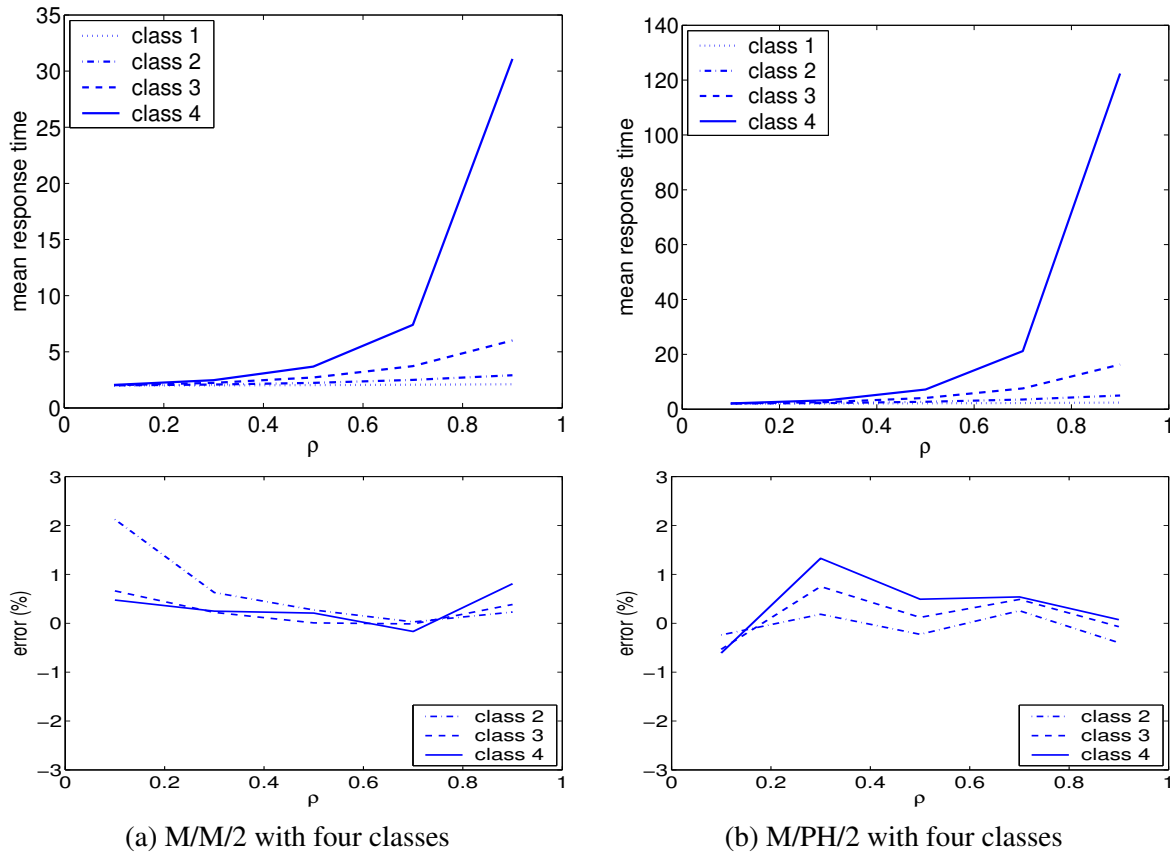 35
30
25
20
15
10
5
0
0 0.2 0.4 0.6 0.8 1
ρ
mean response time
class 1
class 2
class 3
class 4
140
120
100
80
60
40
20
0
0 0.2 0.4 0.6 0.8 1
ρ
mean response time
class 1
class 2
class 3
class 4
3
2
1
0
−1
−2
−3
0 0.2 0.4 0.6 0.8 1
ρ
error (%)
class 2
class 3
class 4
3
2
1
0
−1
−2
−3
0 0.2 0.4 0.6 0.8 1
ρ
error (%)
class 2
class 3
class 4
(a) M/M/2 with four classes
(b) M/PH/2 with four classes